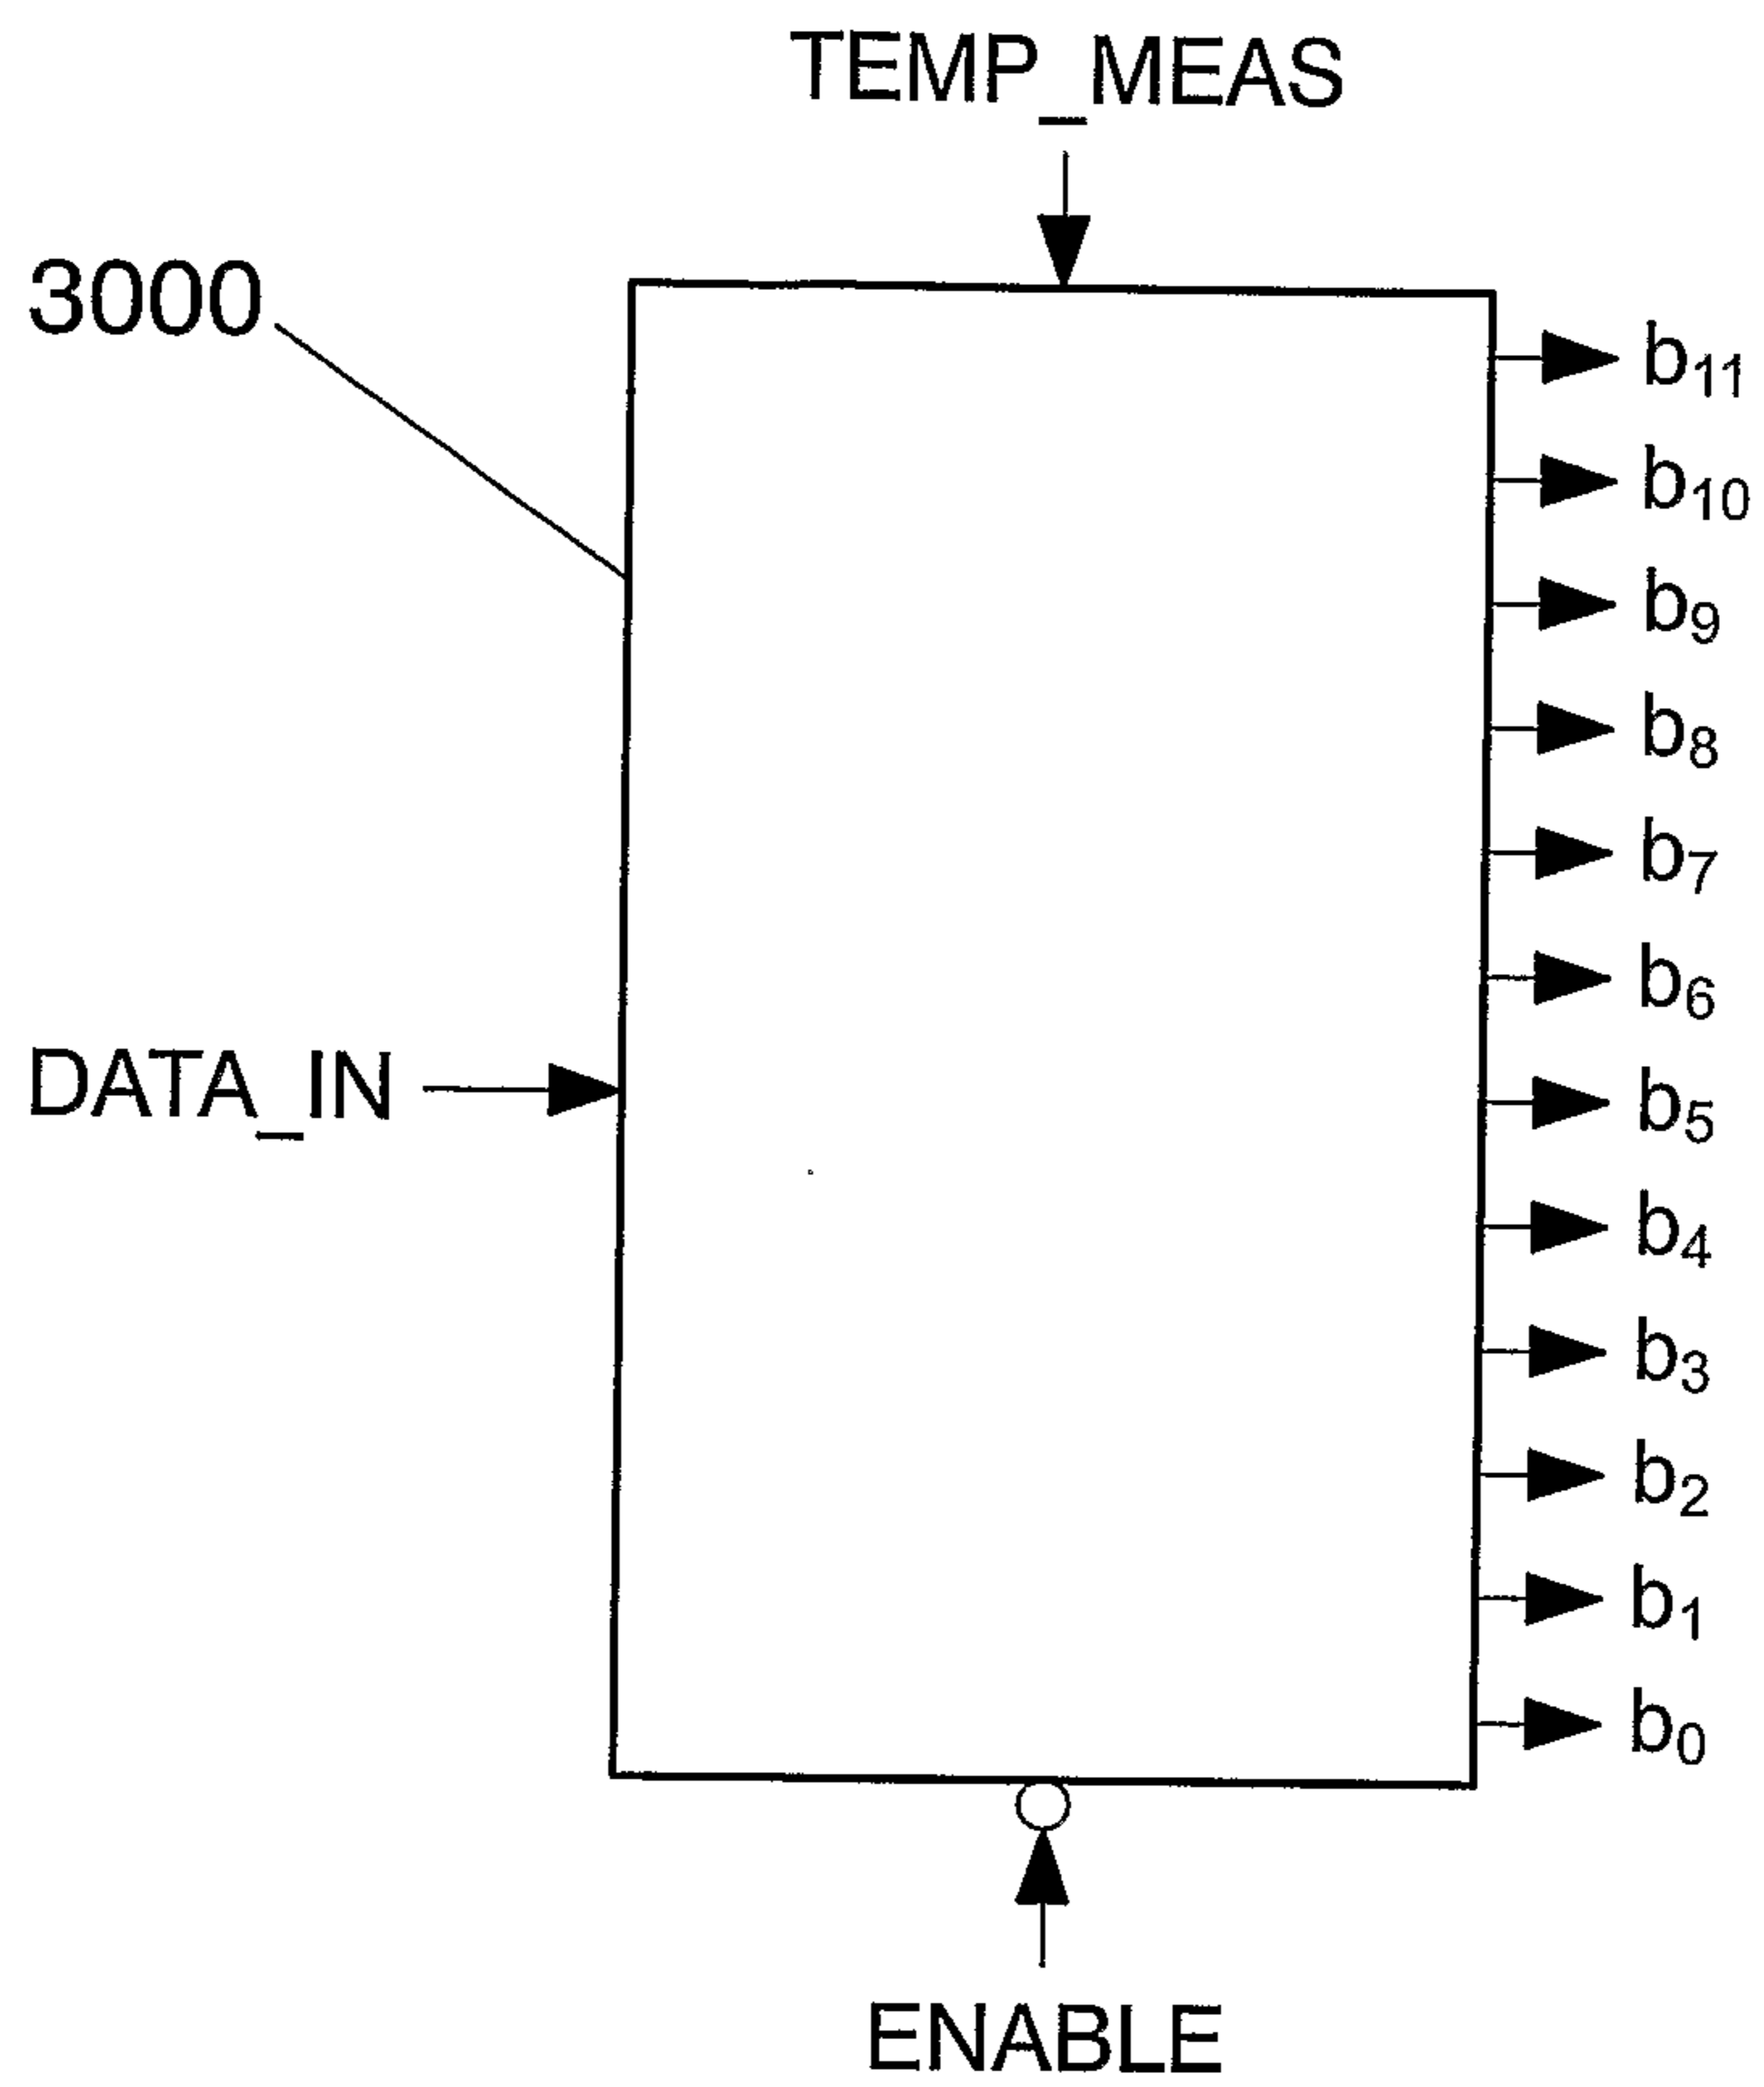 TEMP_MEAS
3000
b11
b10
b9
b8
b7
b6
DATA_IN
b5
b4
b3
b2
b1
b0
ENABLE